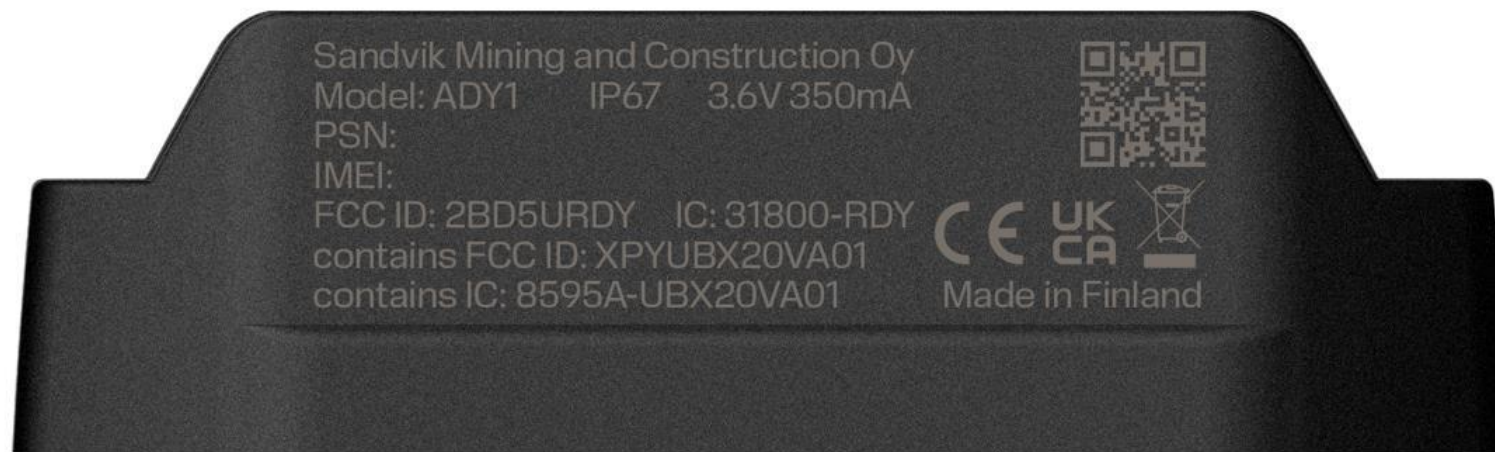 Sandvik Mining and Construction Oy
Model: ADY1 IP67 3.6V 350mA
PSN:
IMEI:
FCC ID: 2BD5URDY IC: 31800-RDY
contains FCC ID: XPYUBX20VA01
contains IC: 8595A-UBX20VA01
CE UK CA
Made in Finland